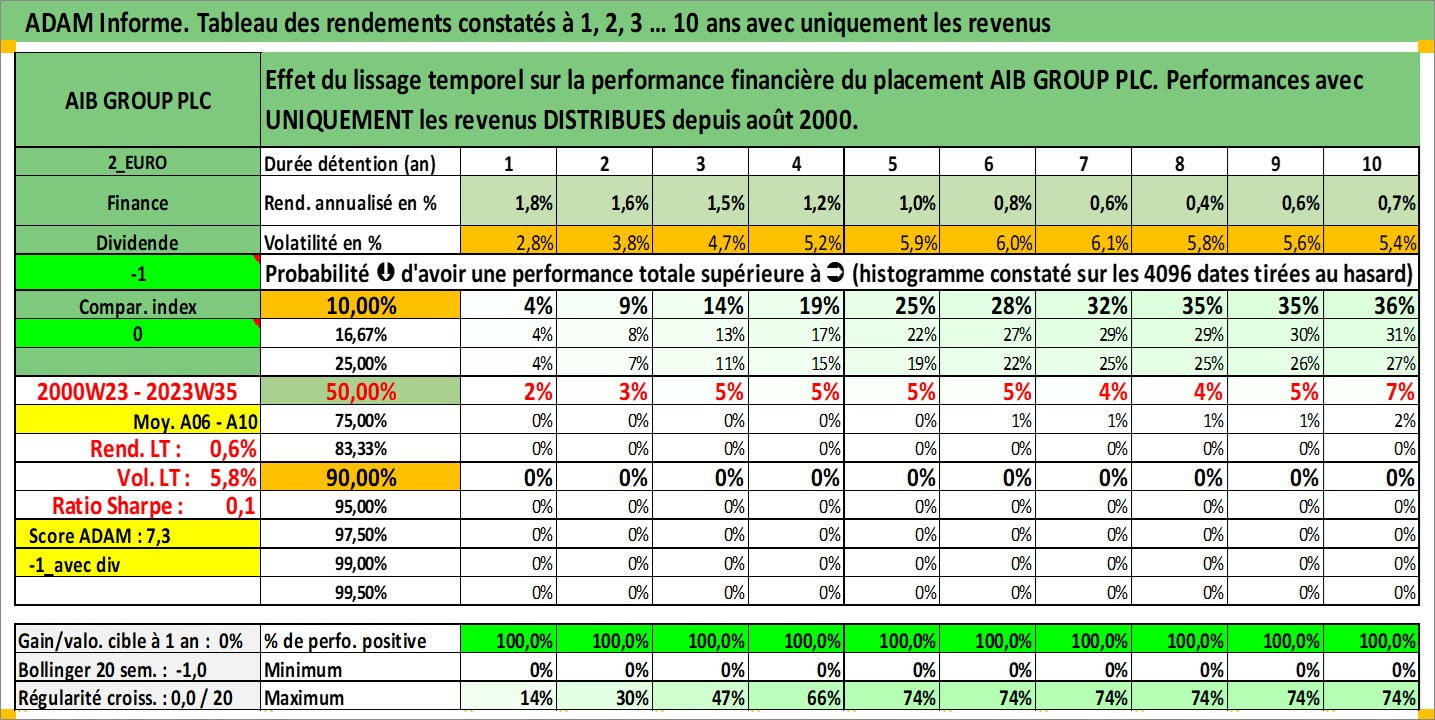 ADAM Informe. Tableau des rendements constatés à 1, 2, 3 ... 10 ans avec uniquement les revenus
AIB GROUP PLC
Effet du lissage temporel sur la performance financière du placement AIB GROUP PLC. Performances avec
UNIQUEMENT les revenus DISTRIBUES depuis août 2000.
2_EURO Durée détention (an) 1 2 3 4 5 6 7 8 9 10
Finance Rend. annualisé en % 1,8% 1,6% 1,5% 1,2% 1,0% 0,8% 0,6% 0,4% 0,6% 0,7%
Dividende Volatilité en % 2,8% 3,8% 4,7% 5,2% 5,9% 6,0% 6,1% 5,8% 5,6% 5,4%
-1 Probabilité ⬇ d'avoir une performance totale supérieure à ➲ (histogramme constaté sur les 4096 dates tirées au hasard)
Compar. index 10,00% 4% 9% 14% 19% 25% 28% 32% 35% 35% 36%
0 16,67% 4% 8% 13% 17% 22% 27% 29% 29% 30% 31%
25,00% 4% 7% 11% 15% 19% 22% 25% 25% 26% 27%
2000W23 - 2023W35 50,00% 2% 3% 5% 5% 5% 5% 4% 4% 5% 7%
Moy. A06 - A10 75,00% 0% 0% 0% 0% 0% 1% 1% 1% 1% 2%
Rend. LT : 0,6% 83,33% 0% 0% 0% 0% 0% 0% 0% 0% 0% 0%
Vol. LT : 5,8% 90,00% 0% 0% 0% 0% 0% 0% 0% 0% 0% 0%
Ratio Sharpe : 0,1 95,00% 0% 0% 0% 0% 0% 0% 0% 0% 0% 0%
Score ADAM : 7,3 97,50% 0% 0% 0% 0% 0% 0% 0% 0% 0% 0%
-1_avec div 99,00% 0% 0% 0% 0% 0% 0% 0% 0% 0% 0%
99,50% 0% 0% 0% 0% 0% 0% 0% 0% 0% 0%
Gain/valo. cible à 1 an : 0% % de perfo. positive 100,0% 100,0% 100,0% 100,0% 100,0% 100,0% 100,0% 100,0% 100,0% 100,0%
Bollinger 20 sem. : -1,0 Minimum 0% 0% 0% 0% 0% 0% 0% 0% 0% 0%
Régularité croiss. : 0,0 / 20 Maximum 14% 30% 47% 66% 74% 74% 74% 74% 74% 74%